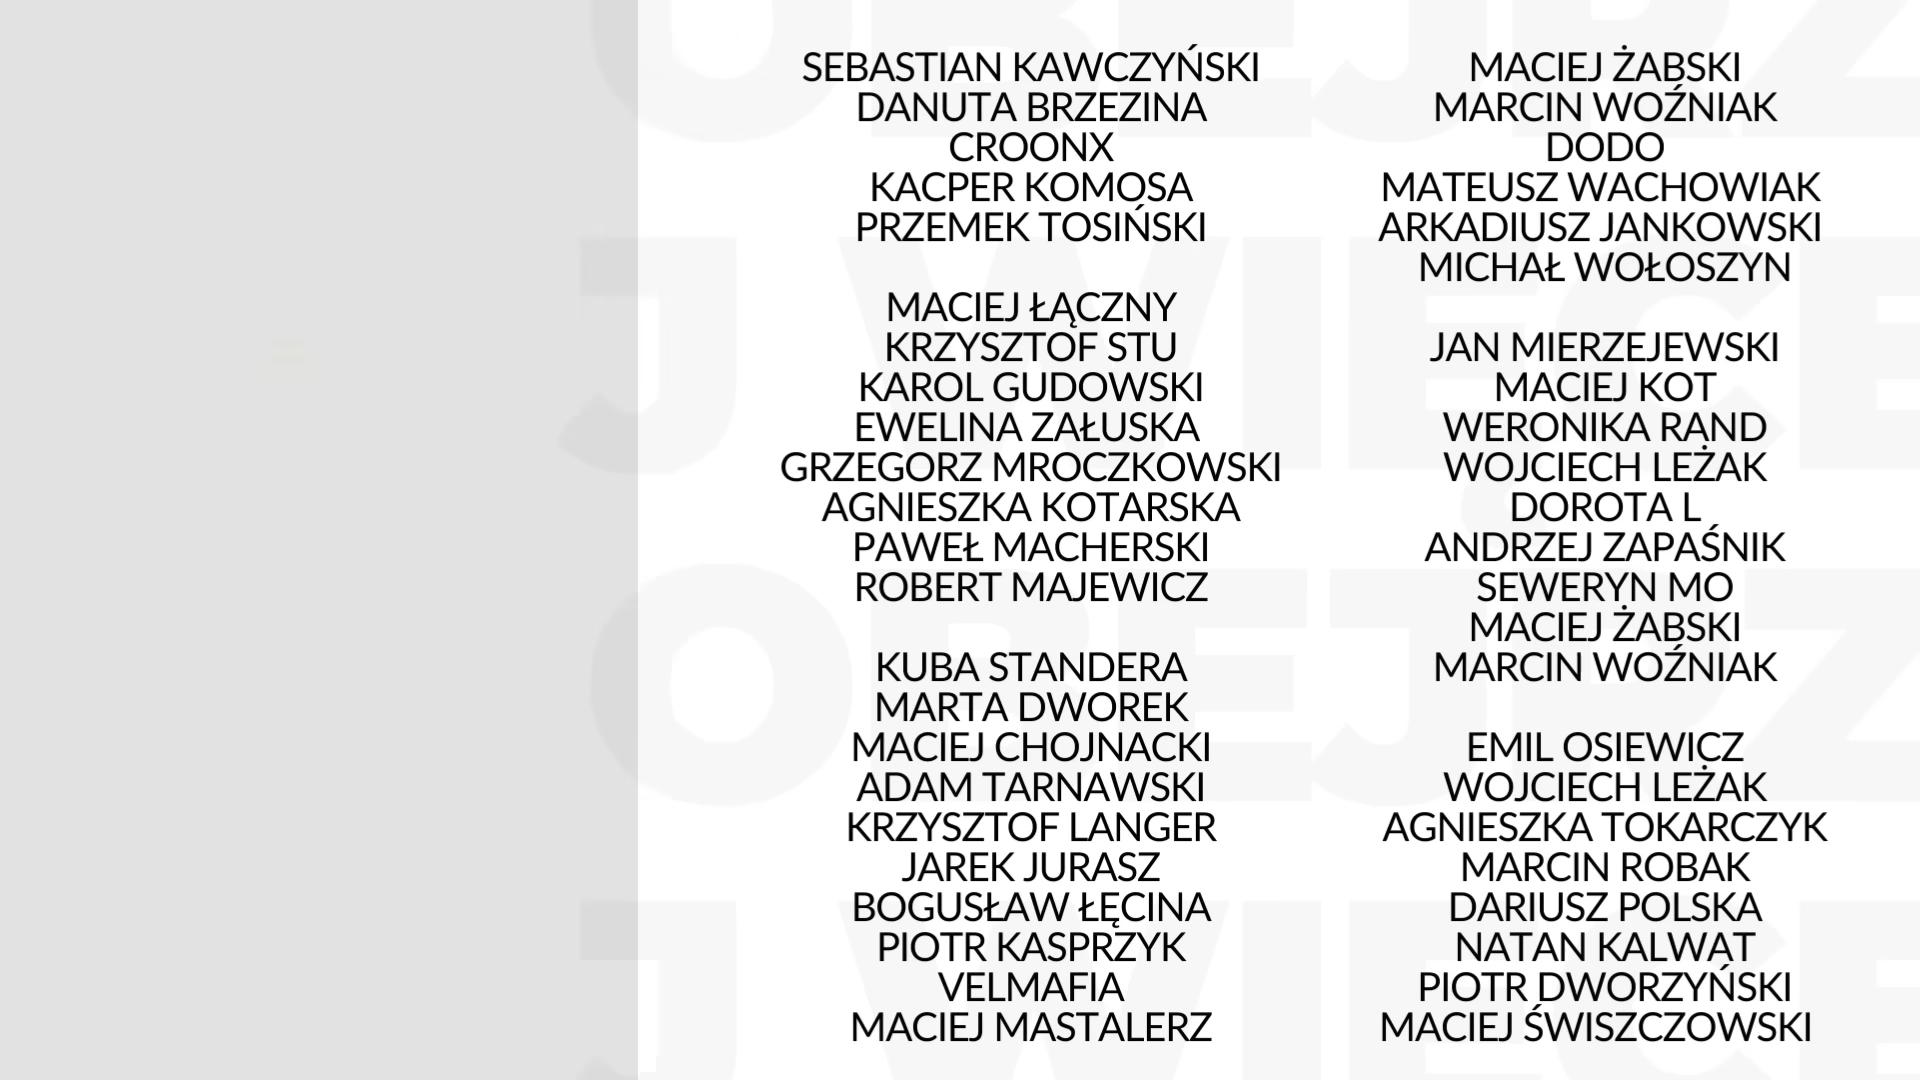 SEBASTIAN KAWCZYŃSKI
DANUTA BRZEZINA
CROONX
KACPER KOMOSA
PRZEMEK TOSIŃSKI
MACIEJ ŁĄCZNY
KRZYSZTOF STU
KAROL GUDOWSKI
EWELINA ZAŁUSKA
GRZEGORZ MROCZKOWSKI
AGNIESZKA KOTARSKA
PAWEŁ MACHERSKI
ROBERT MAJEWICZ
KUBA STANDERA
MARTA DWOREK
MACIEJ CHOJNACKI
ADAM TARNAWSKI
KRZYSZTOF LANGER
JAREK JURASZ
BOGUSŁAW ŁĘCINA
PIOTR KASPRZYK
VELMAFIA
MACIEJ MASTALERZ
MACIEJ ŻABSKI
MARCIN WOŹNIAK
DODO
MATEUSZ WACHOWIAK
ARKADIUSZ JANKOWSKI
MICHAŁ WOŁOSZYN
JAN MIERZEJEWSKI
MACIEJ KOT
WERONIKA RAND
WOJCIECH LEŻAK
DOROTA L
ANDRZEJ ZAPAŚNIK
SEWERYN MO
MACIEJ ŻABSKI
MARCIN WOŹNIAK
EMIL OSIEWICZ
WOJCIECH LEŻAK
AGNIESZKA TOKARCZYK
MARCIN ROBAK
DARIUSZ POLSKA
NATAN KALWAT
PIOTR DWORZYŃSKI
MACIEJ ŚWISZCZOWSKI